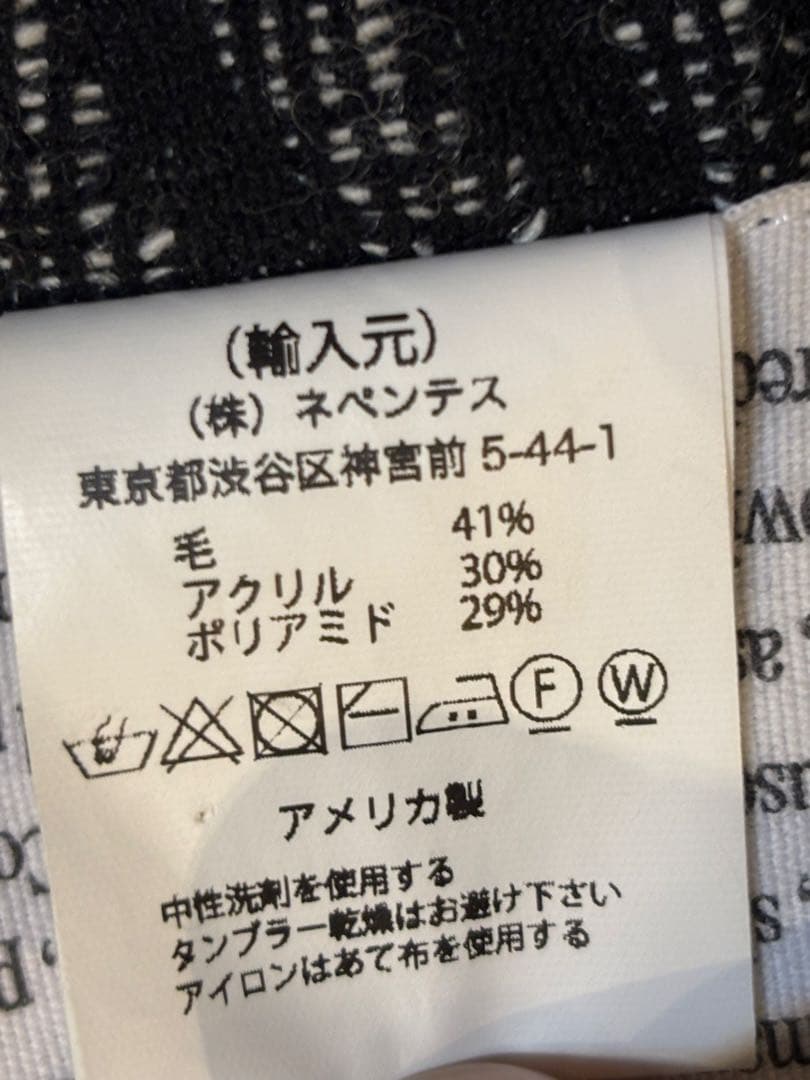 (輸入元)
(株) ネペンテス
東京都渋谷区神宮前 5-44-1
毛 41%
アクリル 30%
ポリアミド 29%
F W
アメリカ製
中性洗剤を使用する
タンブラー乾燥はお避け下さい
アイロンはあて布を使用する